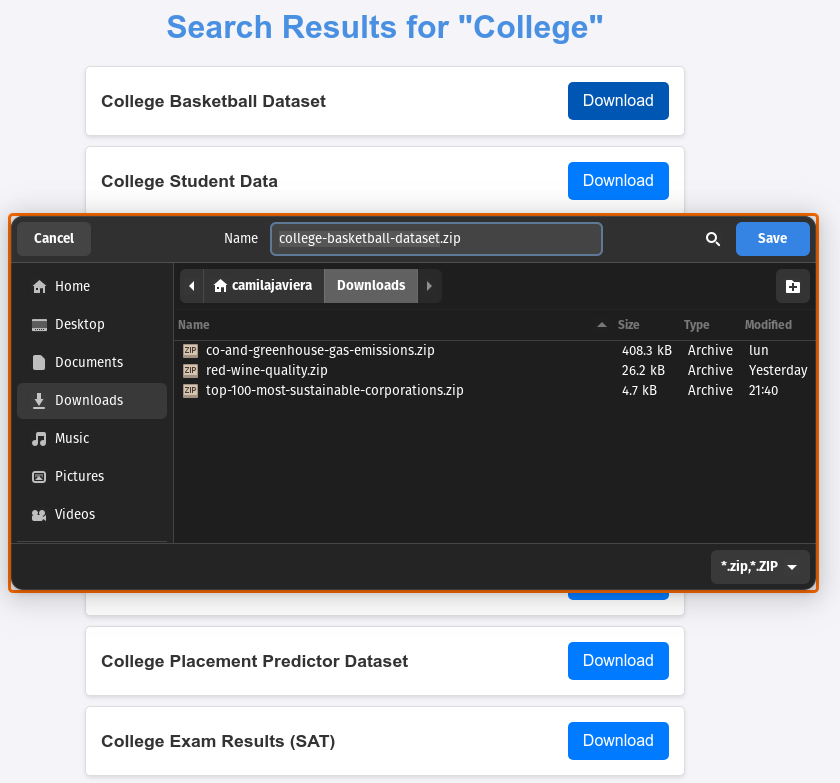 Search Results for "College"
College Basketball Dataset Download
College Student Data Download
Cancel Name college-basketball-dataset.zip Save
camilajaviera Downloads
Home
Desktop
Documents
Downloads
Music
Pictures
Videos
Name Size Type Modified
ZIP co-and-greenhouse-gas-emissions.zip 408.3 kB Archive lun
ZIP red-wine-quality.zip 26.2 kB Archive Yesterday
ZIP top-100-most-sustainable-corporations.zip 4.7 kB Archive 21:40
*.zip,*.ZIP
College Placement Predictor Dataset Download
College Exam Results (SAT) Download